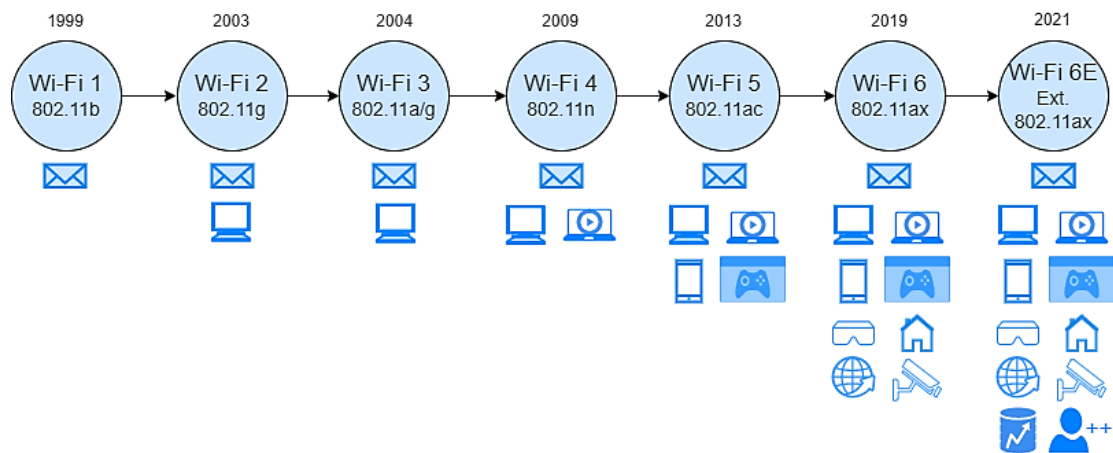 1999
2003
2004
2009
2013
2019
2021
Wi-Fi 1
802.11b
Wi-Fi 2
802.11g
Wi-Fi 3
802.11a/g
Wi-Fi 4
802.11n
Wi-Fi 5
802.11ac
Wi-Fi 6
802.11ax
Wi-Fi 6E
Ext.
802.11ax
++